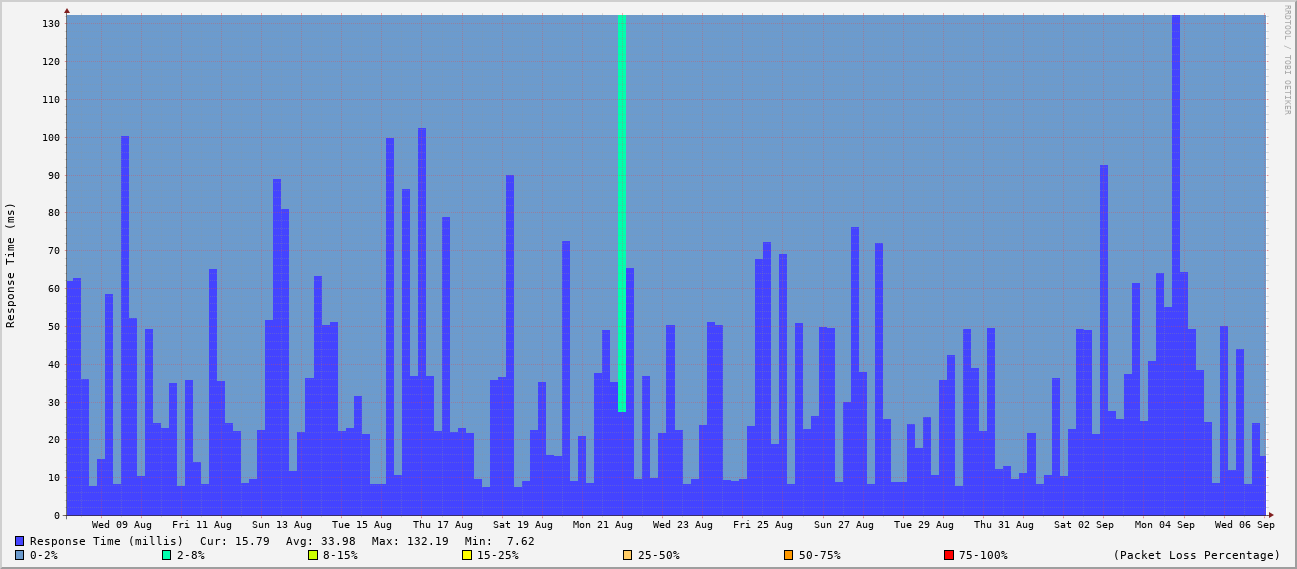 RRDTOOL / TOBI OETIKER
Response Time (ms)
130
120
110
100
90
80
70
60
50
40
30
20
10
0
Wed 09 Aug Fri 11 Aug Sun 13 Aug Tue 15 Aug Thu 17 Aug Sat 19 Aug Mon 21 Aug Wed 23 Aug Fri 25 Aug Sun 27 Aug Tue 29 Aug Thu 31 Aug Sat 02 Sep Mon 04 Sep Wed 06 Sep
Response Time (millis) Cur: 15.79 Avg: 33.98 Max: 132.19 Min: 7.62
0-2% 2-8% 8-15% 15-25% 25-50% 50-75% 75-100% (Packet Loss Percentage)